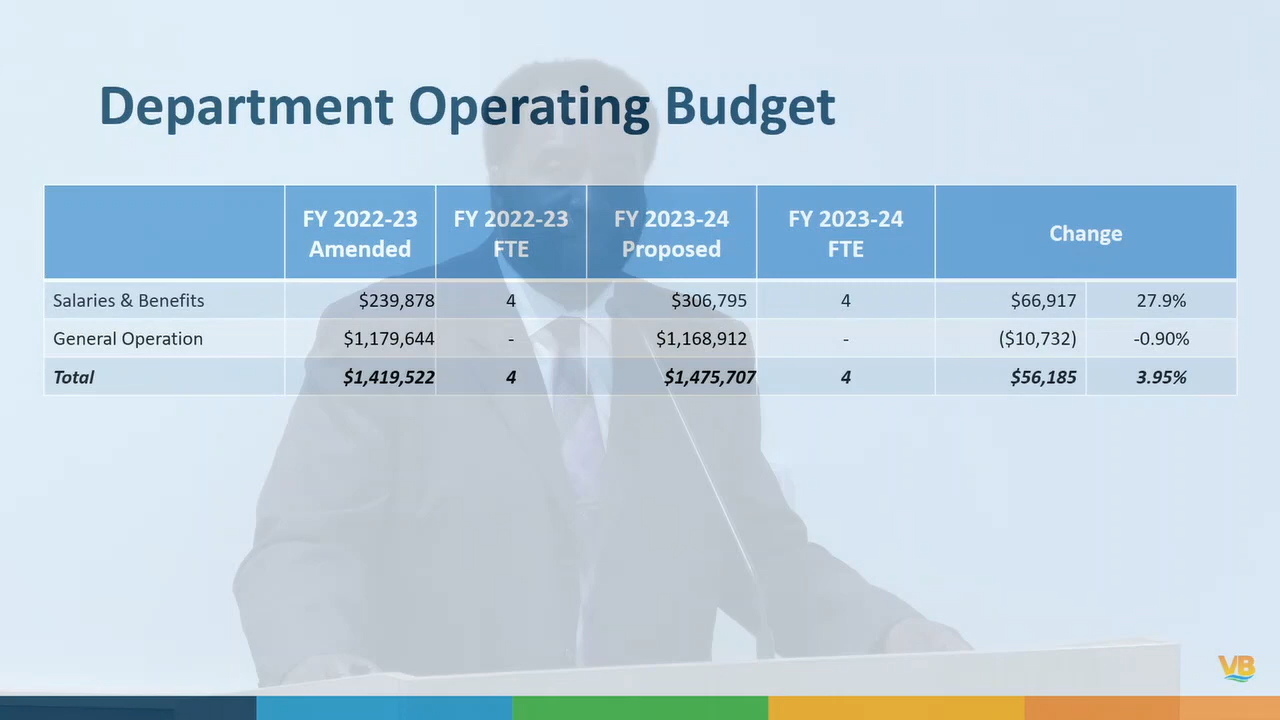 Department Operating Budget
FY 2022-23 Amended FY 2022-23 FTE FY 2023-24 Proposed FY 2023-24 FTE Change
Salaries & Benefits $239,878 4 $306,795 4 $66,917 27.9%
General Operation $1,179,644 - $1,168,912 - ($10,732) -0.90%
Total $1,419,522 4 $1,475,707 4 $56,185 3.95%
VB